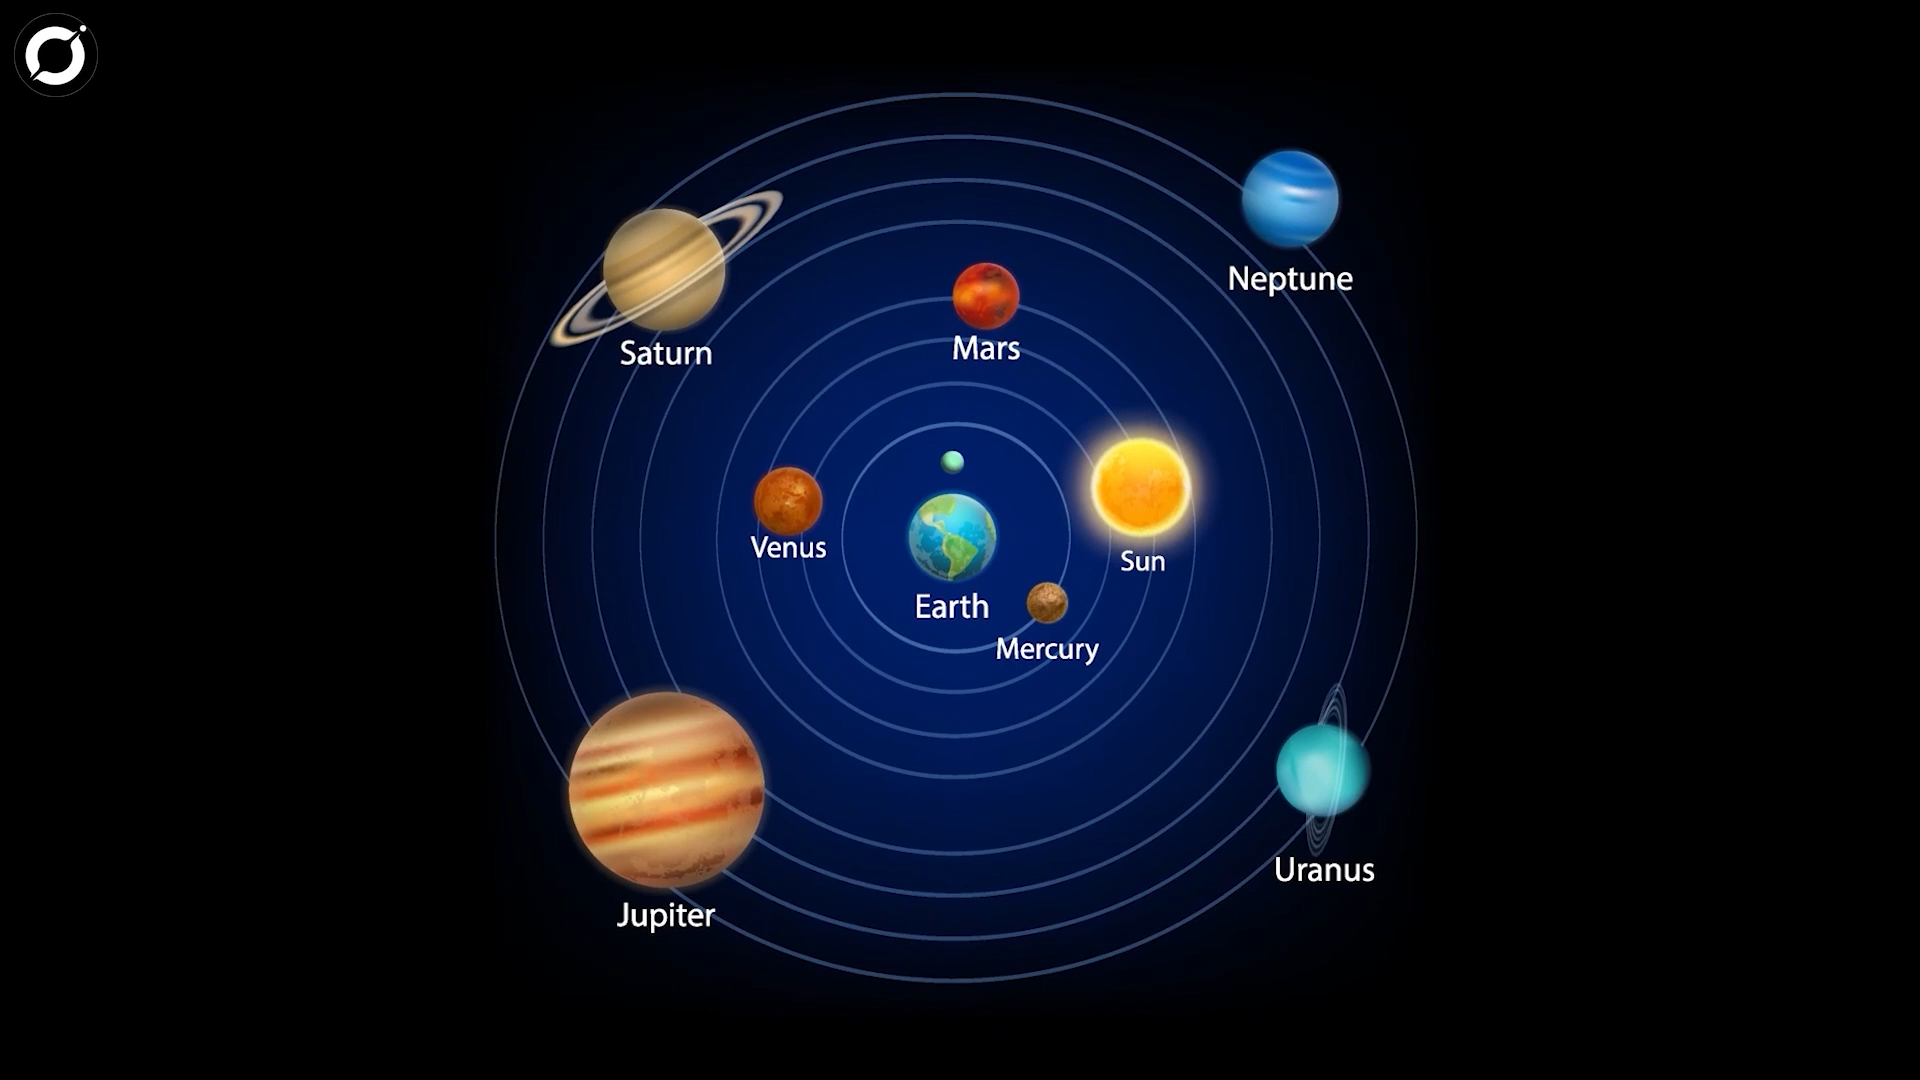 Neptune
Saturn
Mars
Venus
Sun
Earth
Mercury
Uranus
Jupiter